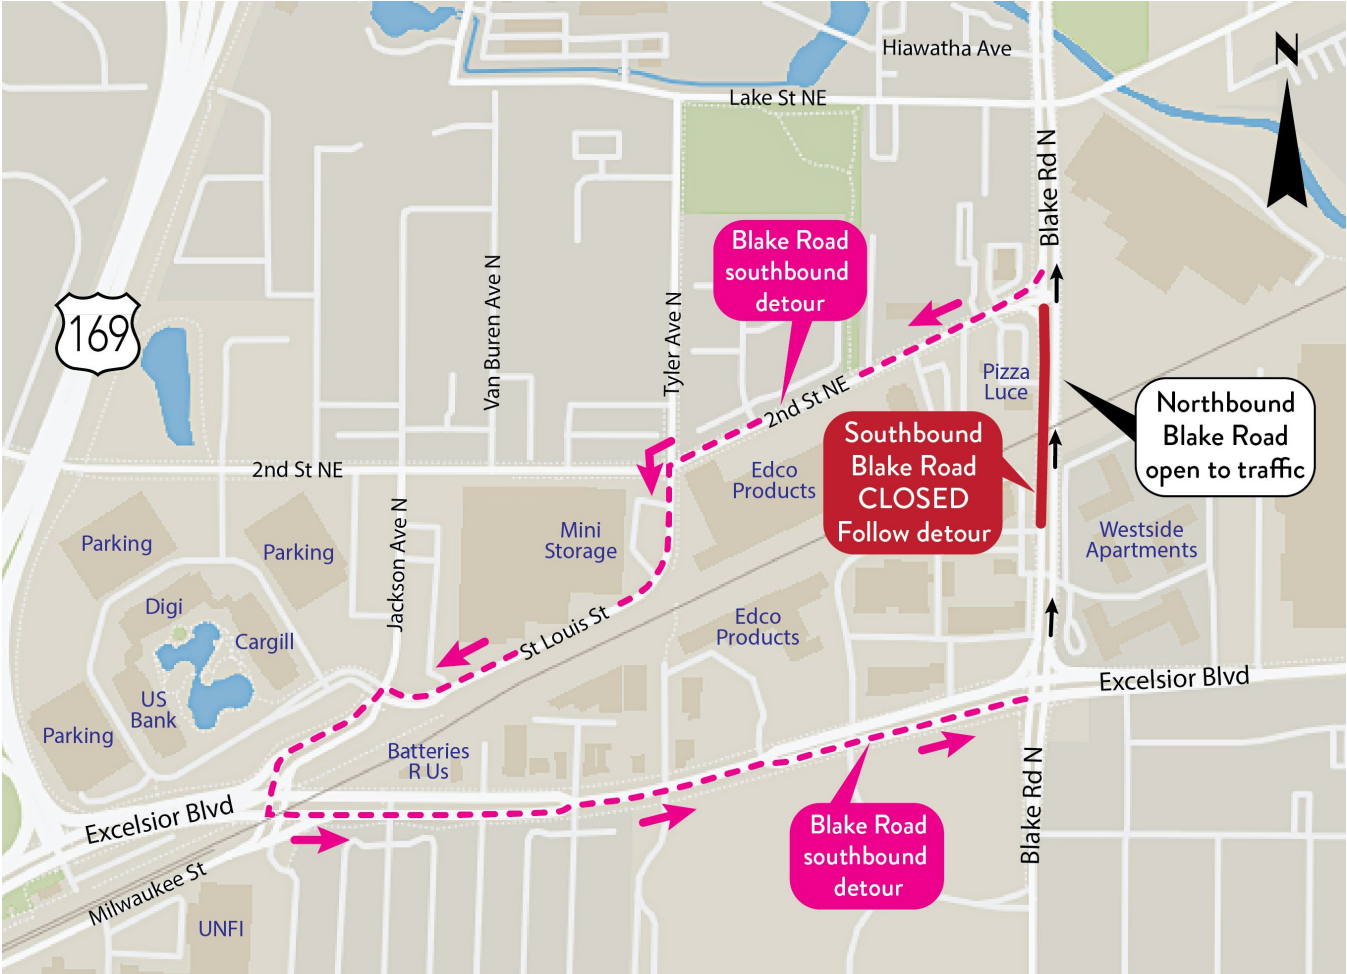 Hiawatha Ave
N
Lake St NE
Blake Rd N
Blake Road
southbound
detour
169
Van Buren Ave N
Tyler Ave N
Pizza
Luce
2nd St NE
Northbound
Blake Road
open to traffic
Southbound
Blake Road
CLOSED
Follow detour
2nd St NE
Edco
Products
Jackson Ave N
Mini
Storage
Westside
Apartments
Parking
Parking
Digi
Cargill
Edco
Products
St Louis St
US
Bank
Parking
Excelsior Blvd
Batteries
R Us
Blake Rd N
Excelsior Blvd
Blake Road
southbound
detour
Milwaukee St
UNFI